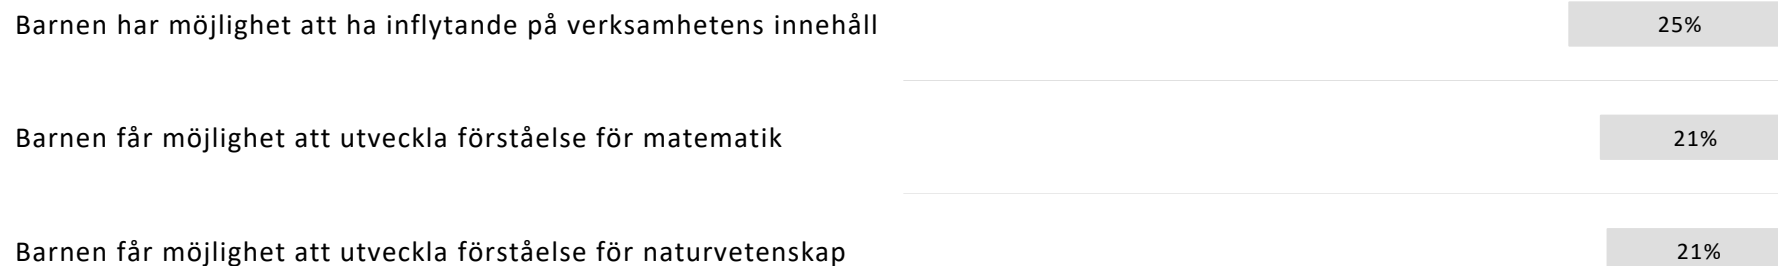 Barnen har möjlighet att ha inflytande på verksamhetens innehåll 25%
Barnen får möjlighet att utveckla förståelse för matematik 21%
Barnen får möjlighet att utveckla förståelse för naturvetenskap 21%